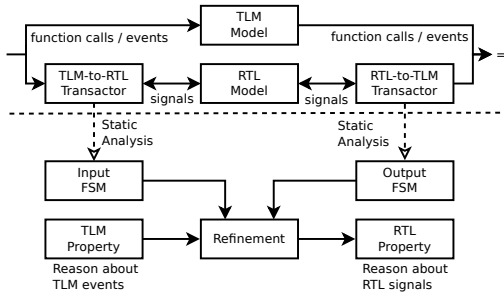 TLM
Model
function calls / events
function calls / events
=
TLM-to-RTL
Transactor
RTL
Model
RTL-to-TLM
Transactor
signals
signals
Static
Analysis
Static
Analysis
Input
FSM
Output
FSM
TLM
Property
Refinement
RTL
Property
Reason about
TLM events
Reason about
RTL signals